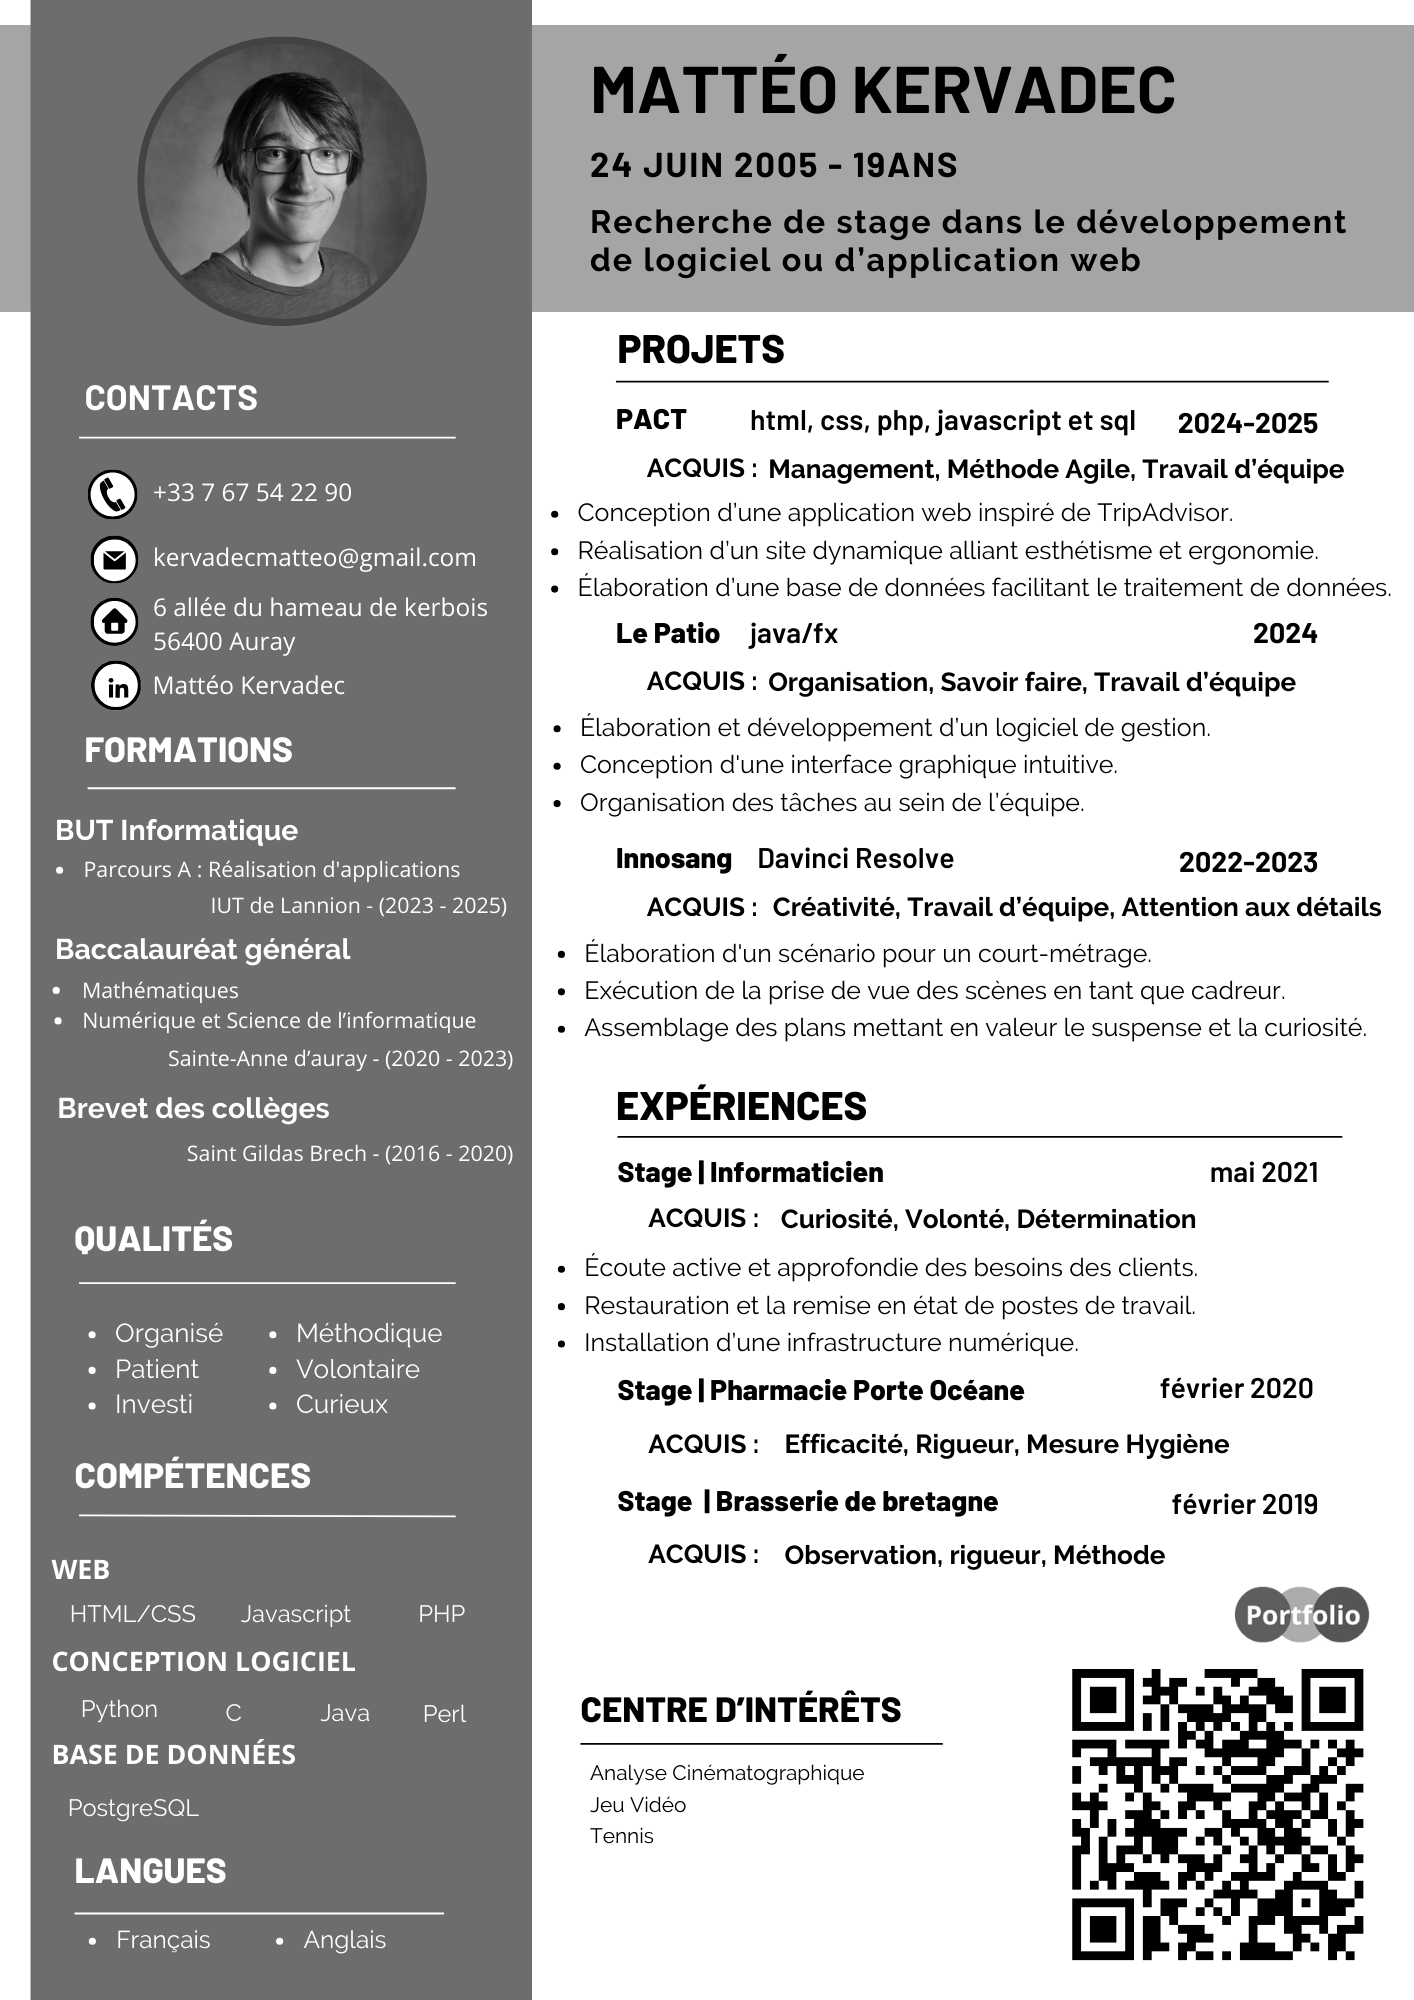 MATTÉO KERVADEC
24 JUIN 2005 - 19ANS
Recherche de stage dans le développement
de logiciel ou d’application web
CONTACTS
+33 7 67 54 22 90
kervadecmatteo@gmail.com
6 allée du hameau de kerbois
56400 Auray
in Mattéo Kervadec
FORMATIONS
BUT Informatique
• Parcours A : Réalisation d'applications
IUT de Lannion - (2023 - 2025)
Baccalauréat général
• Mathématiques
• Numérique et Science de l’informatique
Sainte-Anne d’auray - (2020 - 2023)
Brevet des collèges
Saint Gildas Brech - (2016 - 2020)
QUALITÉS
• Organisé • Méthodique
• Patient • Volontaire
• Investi • Curieux
COMPÉTENCES
WEB
HTML/CSS Javascript PHP
CONCEPTION LOGICIEL
Python C Java Perl
BASE DE DONNÉES
PostgreSQL
LANGUES
• Français • Anglais
PROJETS
PACT html, css, php, javascript et sql 2024-2025
ACQUIS : Management, Méthode Agile, Travail d’équipe
• Conception d’une application web inspiré de TripAdvisor.
• Réalisation d’un site dynamique alliant esthétisme et ergonomie.
• Élaboration d’une base de données facilitant le traitement de données.
Le Patio java/fx 2024
ACQUIS : Organisation, Savoir faire, Travail d’équipe
• Élaboration et développement d’un logiciel de gestion.
• Conception d'une interface graphique intuitive.
• Organisation des tâches au sein de l’équipe.
Innosang Davinci Resolve 2022-2023
ACQUIS : Créativité, Travail d’équipe, Attention aux détails
• Élaboration d'un scénario pour un court-métrage.
• Exécution de la prise de vue des scènes en tant que cadreur.
• Assemblage des plans mettant en valeur le suspense et la curiosité.
EXPÉRIENCES
Stage | Informaticien mai 2021
ACQUIS : Curiosité, Volonté, Détermination
• Écoute active et approfondie des besoins des clients.
• Restauration et la remise en état de postes de travail.
• Installation d’une infrastructure numérique.
Stage | Pharmacie Porte Océane février 2020
ACQUIS : Efficacité, Rigueur, Mesure Hygiène
Stage | Brasserie de bretagne février 2019
ACQUIS : Observation, rigueur, Méthode
Portfolio
CENTRE D’INTÉRÊTS
Analyse Cinématographique
Jeu Vidéo
Tennis